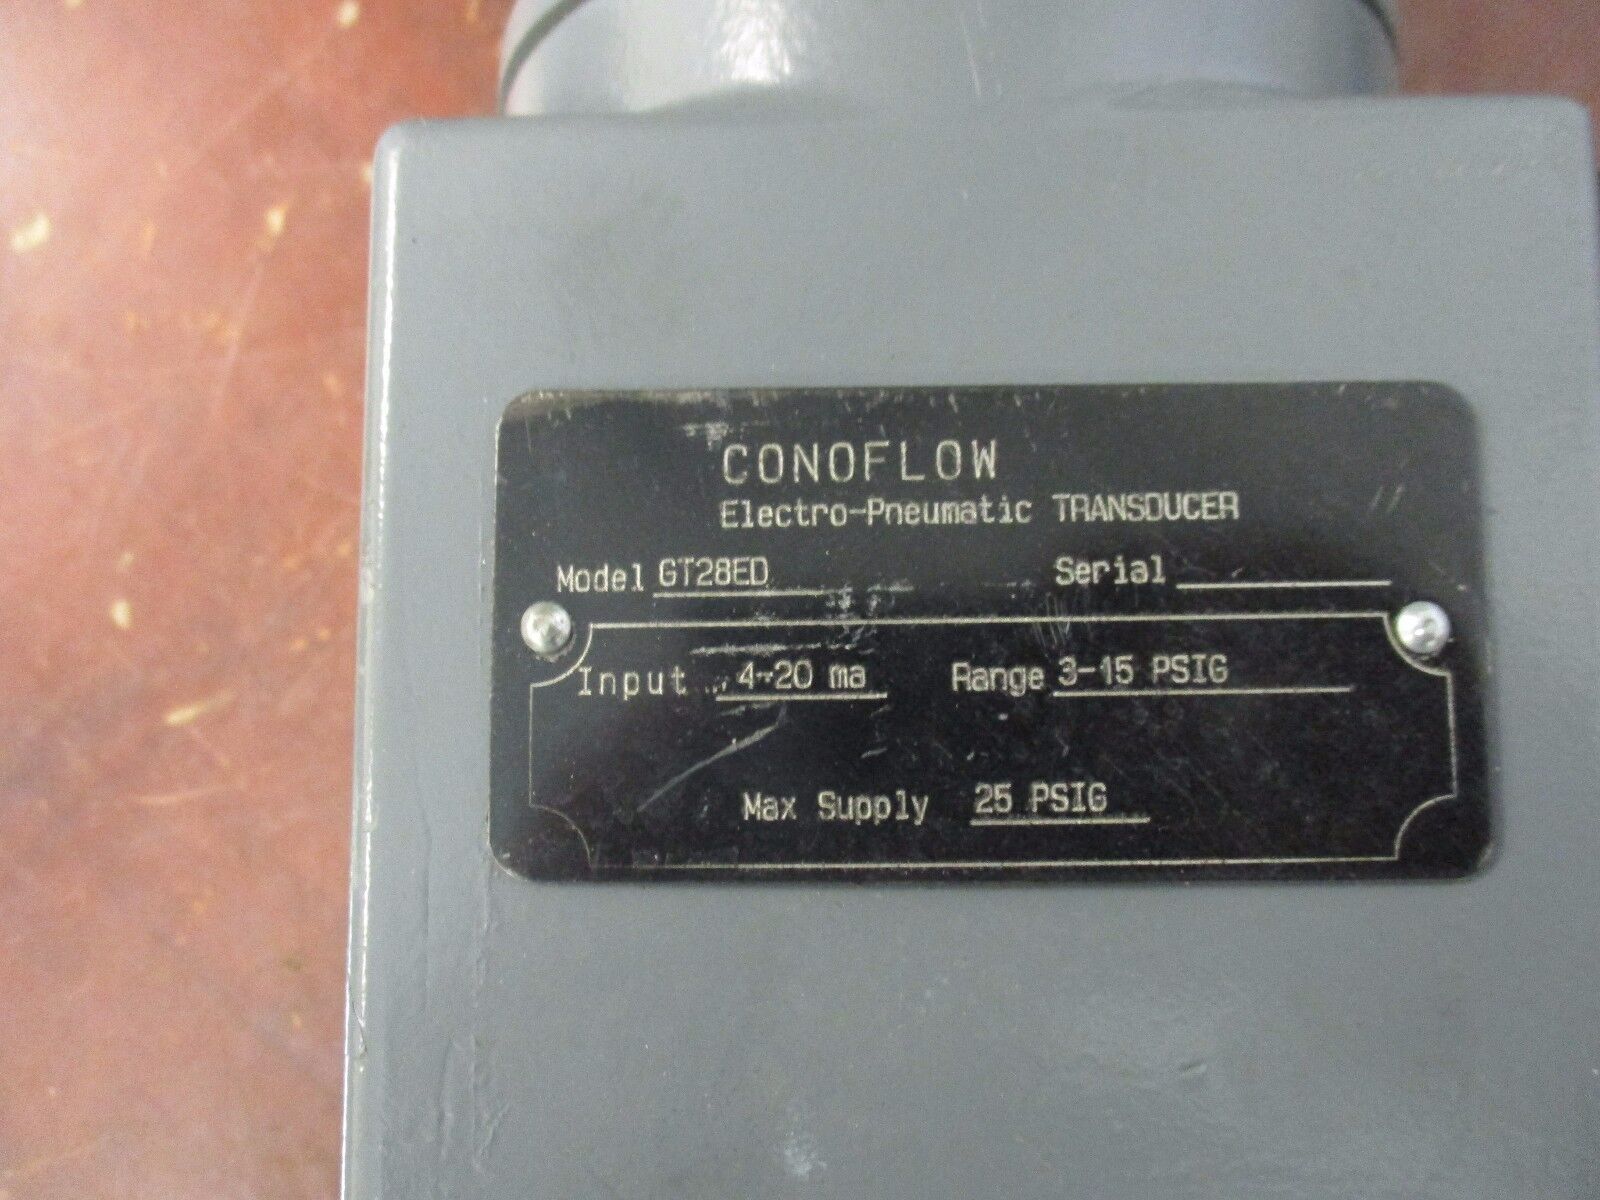 CONOFLOW
Electro-Pneumatic TRANSDUCER
Model GT28ED Serial
Input 4-20 ma Range 3-15 PSIG
Max Supply 25 PSIG